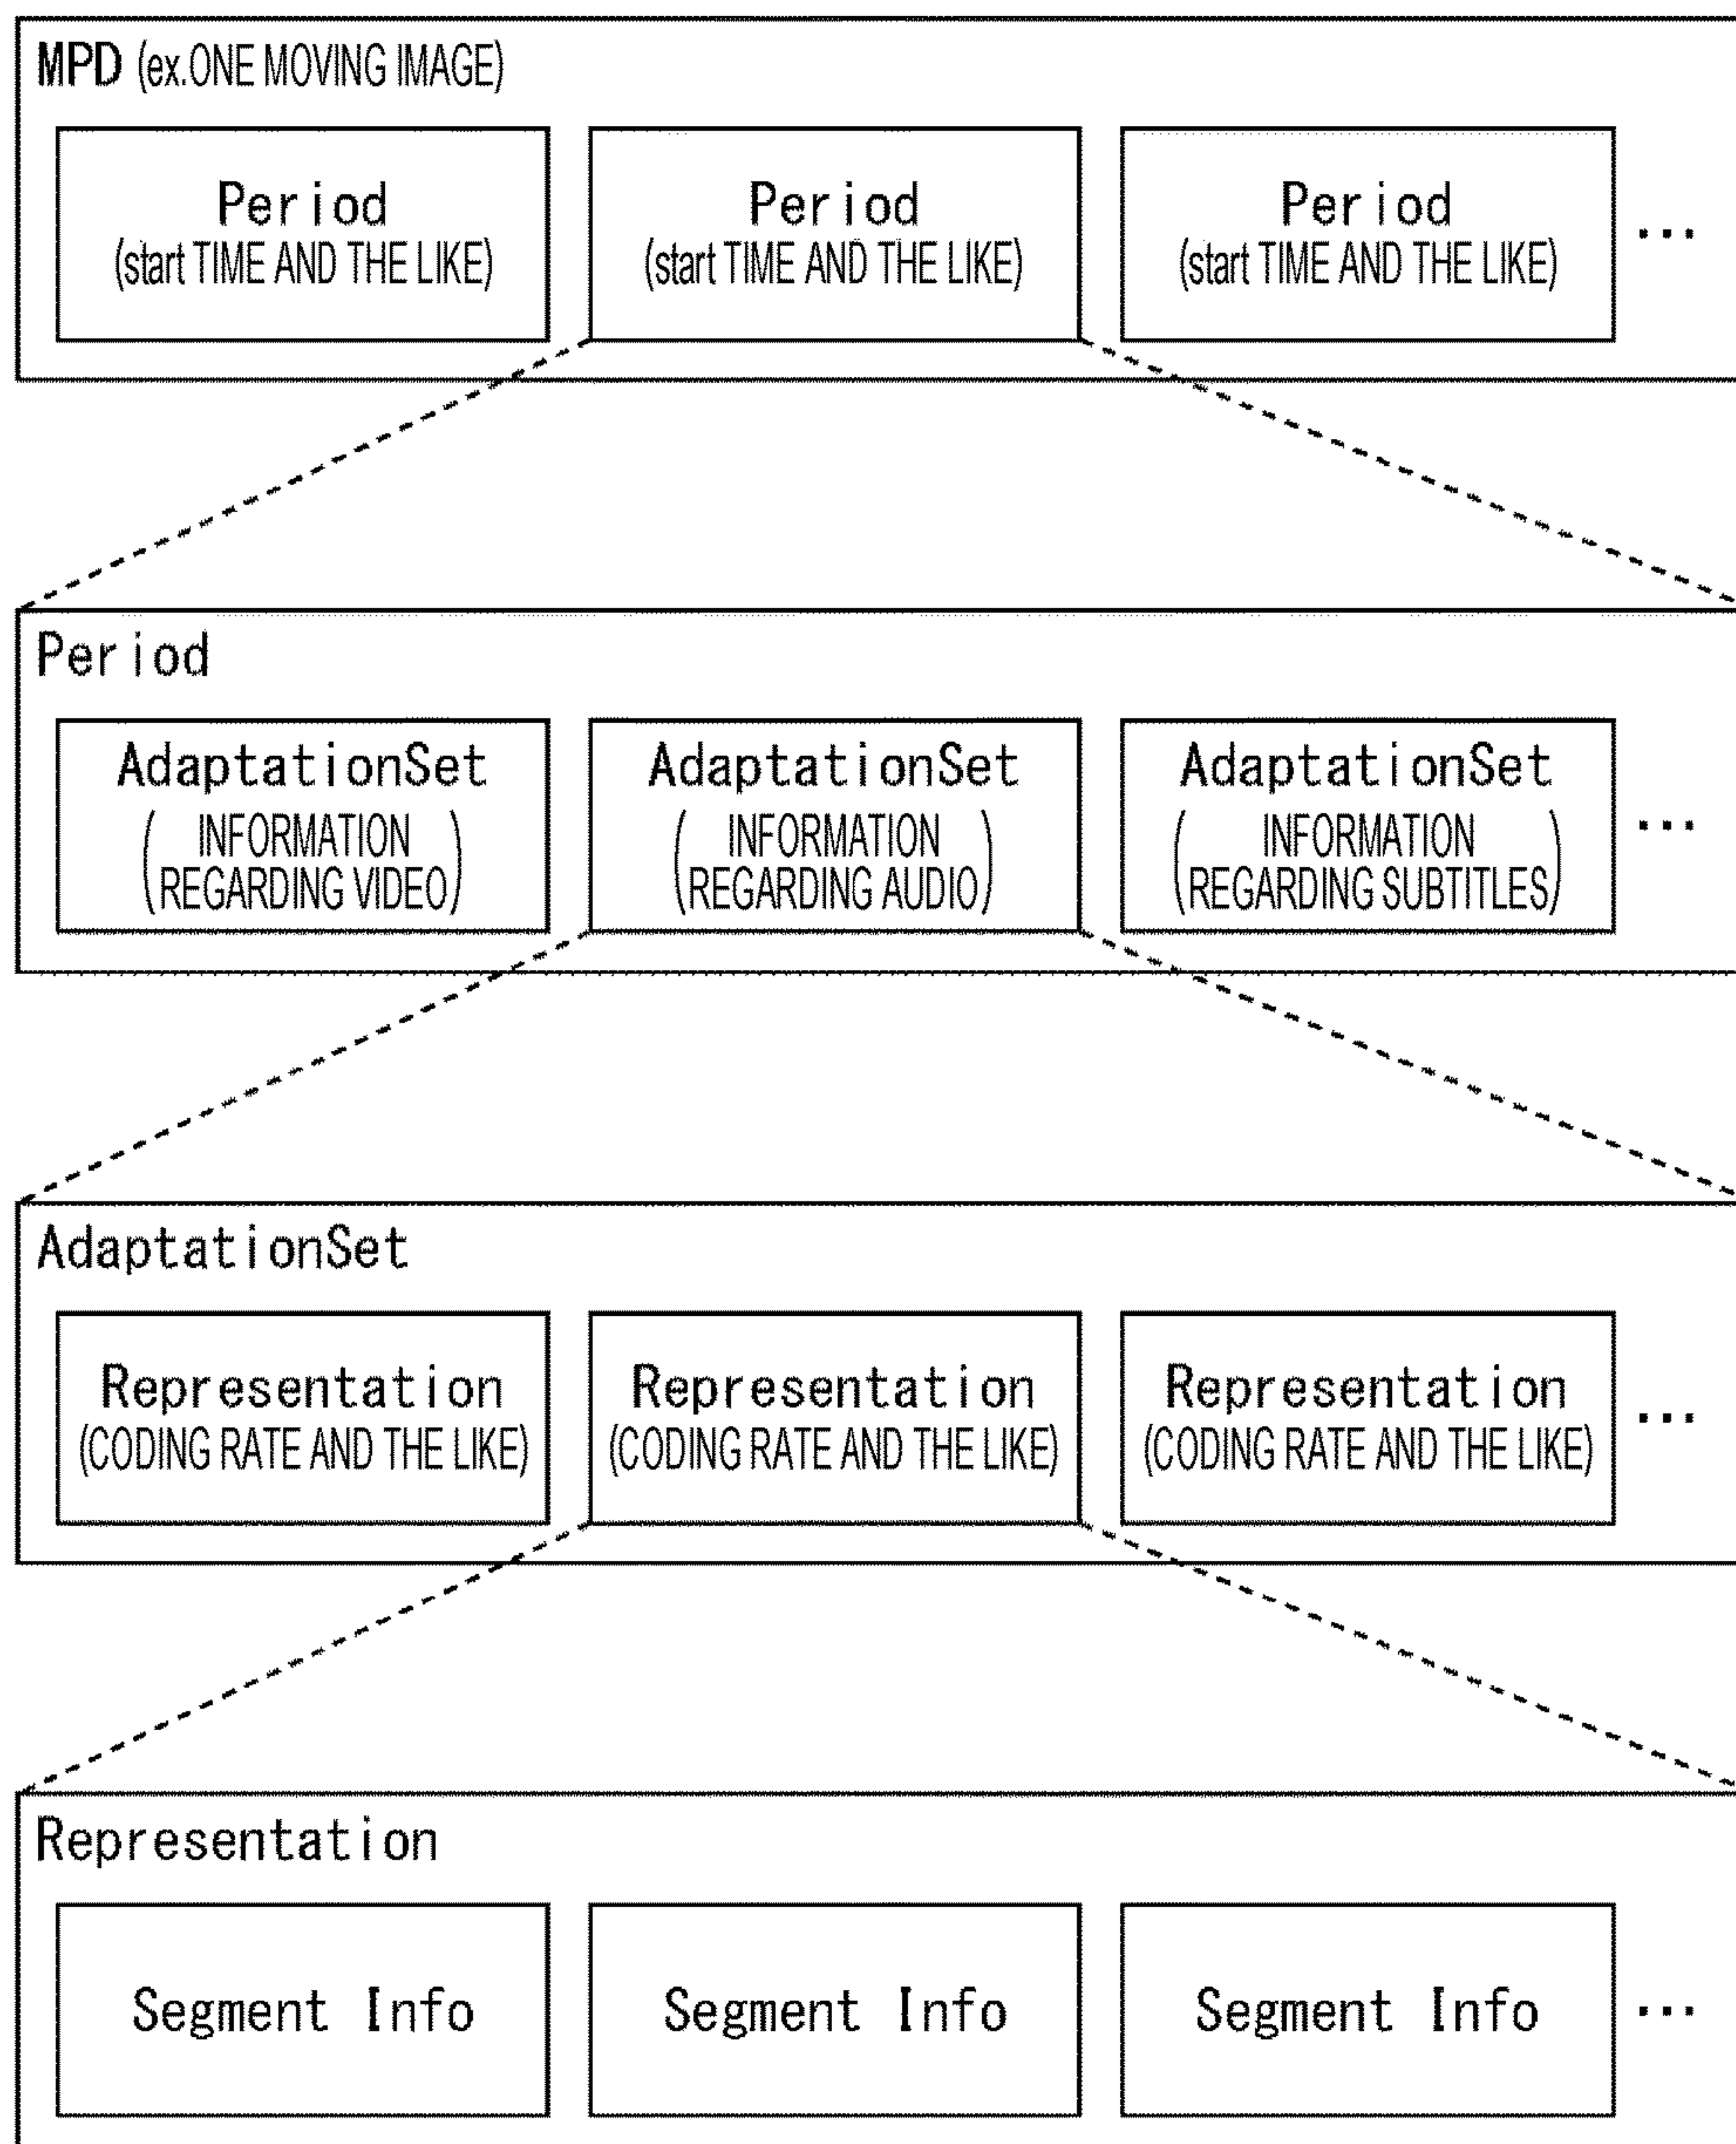 MPD (ex.ONE MOVING IMAGE)
Period Period Period
(start TIME AND THE LIKE) (start TIME AND THE LIKE) (start TIME AND THE LIKE) ...
Period
AdaptationSet AdaptationSet AdaptationSet
(INFORMATION (INFORMATION (INFORMATION ...
REGARDING VIDEO) REGARDING AUDIO) REGARDING SUBTITLES)
AdaptationSet
Representation Representation Representation
(CODING RATE AND THE LIKE) (CODING RATE AND THE LIKE) (CODING RATE AND THE LIKE) ...
Representation
Segment Info Segment Info Segment Info ...